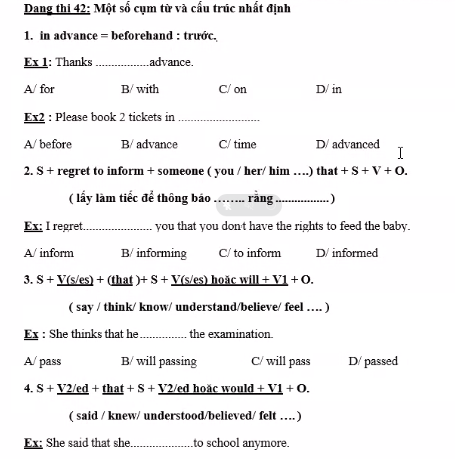 Dạng thi 42: Một số cụm từ và cấu trúc nhất định
1. in advance = beforehand : trước.
Ex 1: Thanks ................advance.
A/ for B/ with C/ on D/ in
Ex2 : Please book 2 tickets in ..........................
A/ before B/ advance C/ time D/ advanced
2. S + regret to inform + someone ( you / her/ him ….) that + S + V + O.
( lấy làm tiếc để thông báo …….. rằng .................. )
Ex: I regret...................... you that you don't have the rights to feed the baby.
A/ inform B/ informing C/ to inform D/ informed
3. S + V(s/es) + (that )+ S + V(s/es) hoặc will + V1 + O.
( say / think/ know/ understand/believe/ feel …. )
Ex : She thinks that he .............. the examination.
A/ pass B/ will passing C/ will pass D/ passed
4. S + V2/ed + that + S + V2/ed hoặc would + V1 + O.
( said / knew/ understood/believed/ felt ….)
Ex: She said that she....................to school anymore.